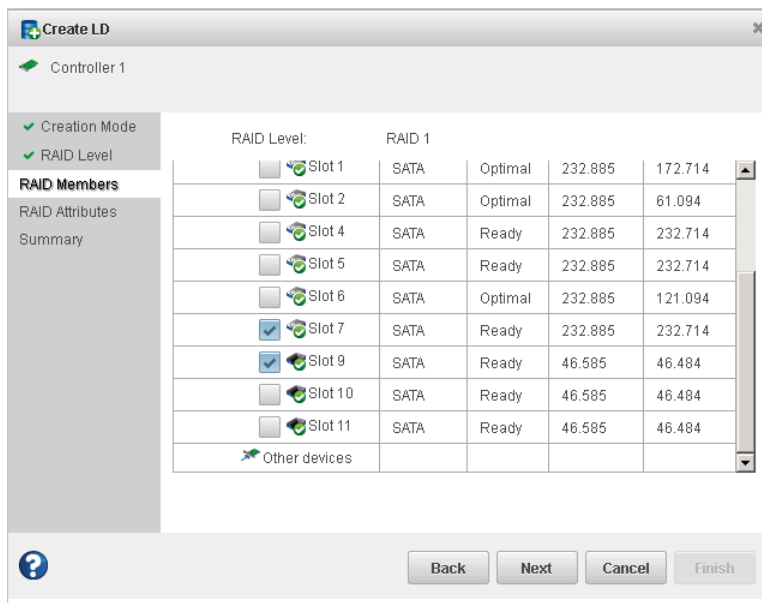 Create LD
Controller 1
Creation Mode
RAID Level
RAID Members
RAID Attributes
Summary
RAID Level: RAID 1
Slot 1 SATA Optimal 232.885 172.714
Slot 2 SATA Optimal 232.885 61.094
Slot 4 SATA Ready 232.885 232.714
Slot 5 SATA Ready 232.885 232.714
Slot 6 SATA Optimal 232.885 121.094
Slot 7 SATA Ready 232.885 232.714
Slot 9 SATA Ready 46.585 46.484
Slot 10 SATA Ready 46.585 46.484
Slot 11 SATA Ready 46.585 46.484
Other devices
? Back Next Cancel Finish